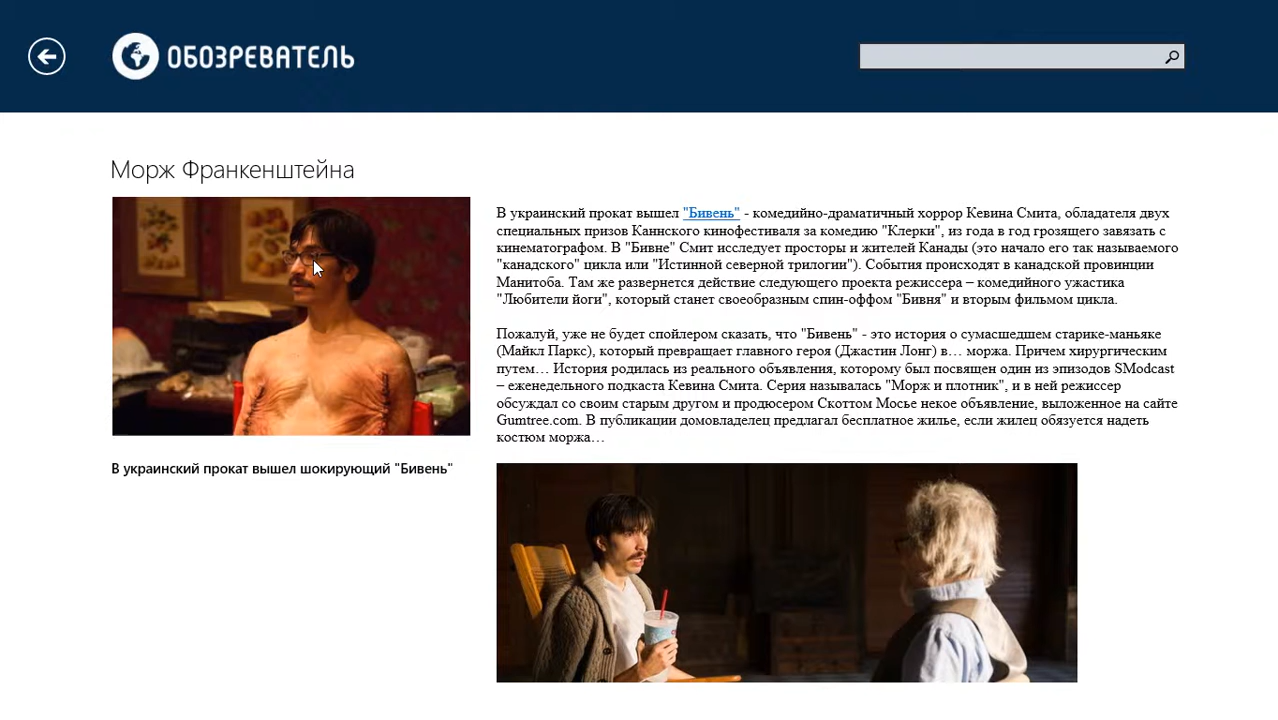 ОБОЗРЕВАТЕЛЬ
Морж Франкенштейна
В украинский прокат вышел "Бивень" - комедийно-драматичный хоррор Кевина Смита, обладателя двух
специальных призов Каннского кинофестиваля за комедию "Клерки", из года в год грозящего завязать с
кинематографом. В "Бивне" Смит исследует просторы и жителей Канады (это начало его так называемого
"канадского" цикла или "Истинной северной трилогии"). События происходят в канадской провинции
Манитоба. Там же развернется действие следующего проекта режиссера – комедийного ужастика
"Любители йоги", который станет своеобразным спин-оффом "Бивня" и вторым фильмом цикла.
Пожалуй, уже не будет спойлером сказать, что "Бивень" - это история о сумасшедшем старике-маньяке
(Майкл Паркс), который превращает главного героя (Джастин Лонг) в… моржа. Причем хирургическим
путем… История родилась из реального объявления, которому был посвящен один из эпизодов SModcast
– еженедельного подкаста Кевина Смита. Серия называлась "Морж и плотник", и в ней режиссер
обсуждал со своим старым другом и продюсером Скоттом Мосье некое объявление, выложенное на сайте
Gumtree.com. В публикации домовладелец предлагал бесплатное жилье, если жилец обязуется надеть
костюм моржа…
В украинский прокат вышел шокирующий "Бивень"